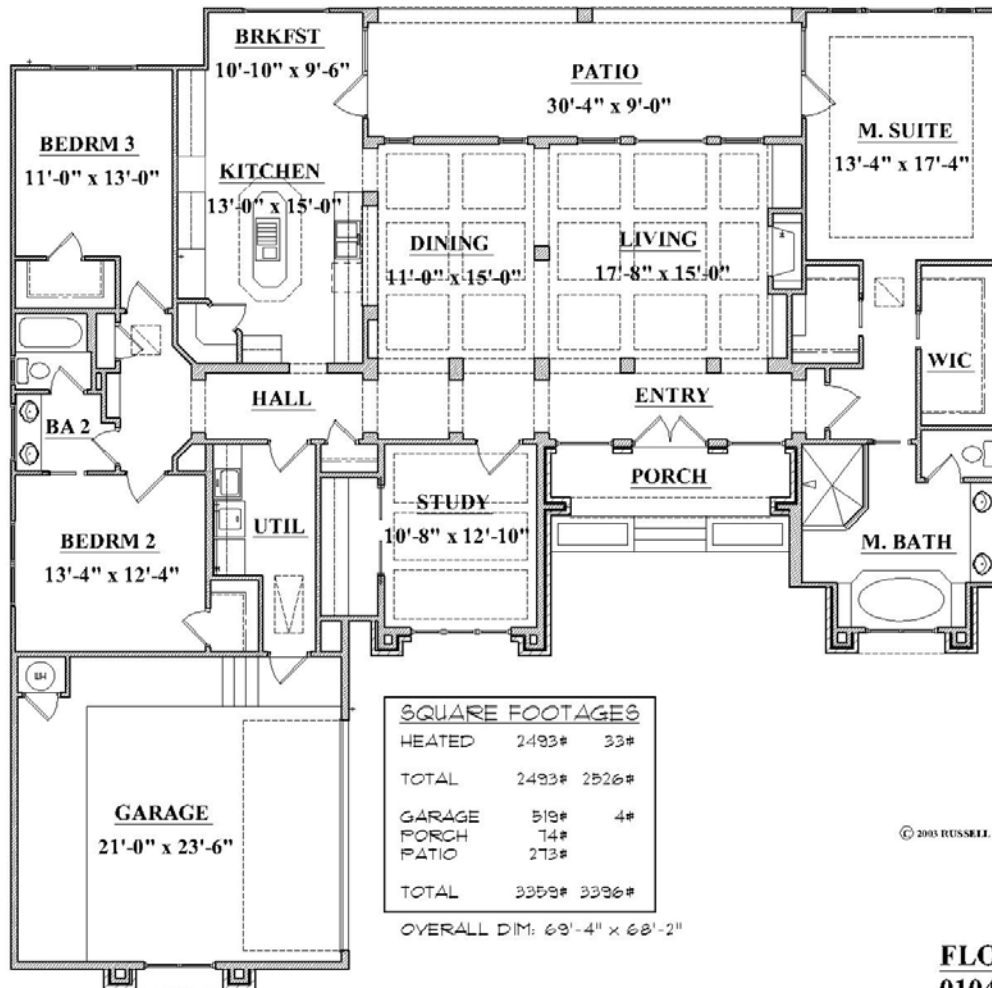 BRKFST
10'-10" x 9'-6"
PATIO
30'-4" x 9'-0"
BEDRM 3
11'-0" x 13'-0"
M. SUITE
13'-4" x 17'-4"
KITCHEN
13'-0" x 15'-0"
DINING
11'-0" x 15'-0"
LIVING
17'-8" x 15'-0"
WIC
HALL
ENTRY
BA 2
PORCH
STUDY
10'-8" x 12'-10"
UTIL
BEDRM 2
13'-4" x 12'-4"
M. BATH
GARAGE
21'-0" x 23'-6"
SQUARE FOOTAGES
HEATED 2493# 33#
TOTAL 2493# 2526#
GARAGE 519# 4#
PORCH 74#
PATIO 273#
TOTAL 3359# 3396#
OVERALL DIM: 69'-4" x 68'-2"
© 2003 RUSSELL
FLO
0104